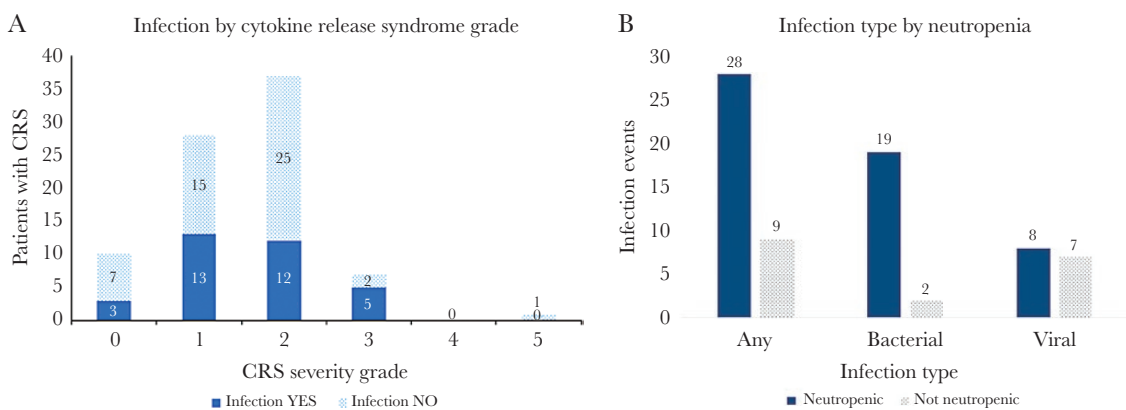 A
Infection by cytokine release syndrome grade
Patients with CRS
40
35
30
25
20
15
10
5
0
7
3
15
13
25
12
2
5
0
1
0
0
1
2
3
4
5
CRS severity grade
Infection YES
Infection NO
B
Infection type by neutropenia
Infection events
30
25
20
15
10
5
0
28
9
19
2
8
7
Any
Bacterial
Viral
Infection type
Neutropenic
Not neutropenic